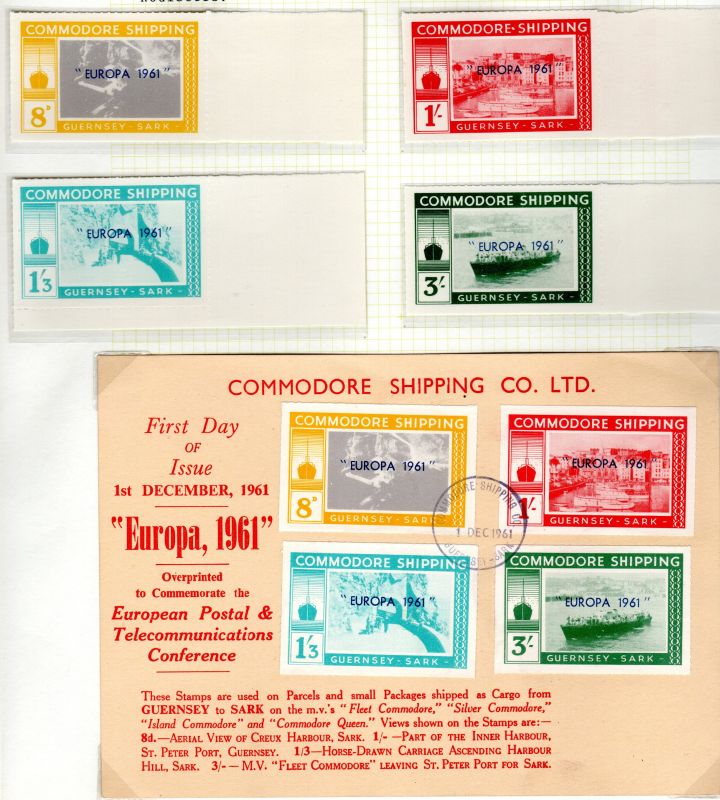 COMMODORE SHIPPING
"EUROPA 1961"
8D
GUERNSEY - SARK -
COMMODORE SHIPPING
"EUROPA 1961"
1/-
GUERNSEY - SARK -
COMMODORE SHIPPING
"EUROPA 1961"
1/3
GUERNSEY - SARK -
COMMODORE SHIPPING
"EUROPA 1961"
3/-
GUERNSEY - SARK -
COMMODORE SHIPPING CO. LTD.
First Day
OF
Issue
1st DECEMBER, 1961
"Europa, 1961"
Overprinted
to Commemorate the
European Postal &
Telecommunications
Conference
COMMODORE SHIPPING
"EUROPA 1961"
8D
GUERNSEY - SARK -
COMMODORE SHIPPING
"EUROPA 1961"
1/-
GUERNSEY - SARK -
COMMODORE SHIPPING CO
1 DEC 1961
GUERNSEY - SARK
COMMODORE SHIPPING
"EUROPA 1961"
1/3
GUERNSEY - SARK -
COMMODORE SHIPPING
"EUROPA 1961"
3/-
GUERNSEY - SARK -
These Stamps are used on Parcels and small Packages shipped as Cargo from
GUERNSEY to SARK on the m.v.'s "Fleet Commodore," "Silver Commodore,"
"Island Commodore" and "Commodore Queen." Views shown on the Stamps are:—
8d.—Aerial View of Creux Harbour, Sark. 1/-—Part of the Inner Harbour,
St. Peter Port, Guernsey. 1/3—Horse-Drawn Carriage Ascending Harbour
Hill, Sark. 3/-—M.V. "Fleet Commodore" leaving St. Peter Port for Sark.